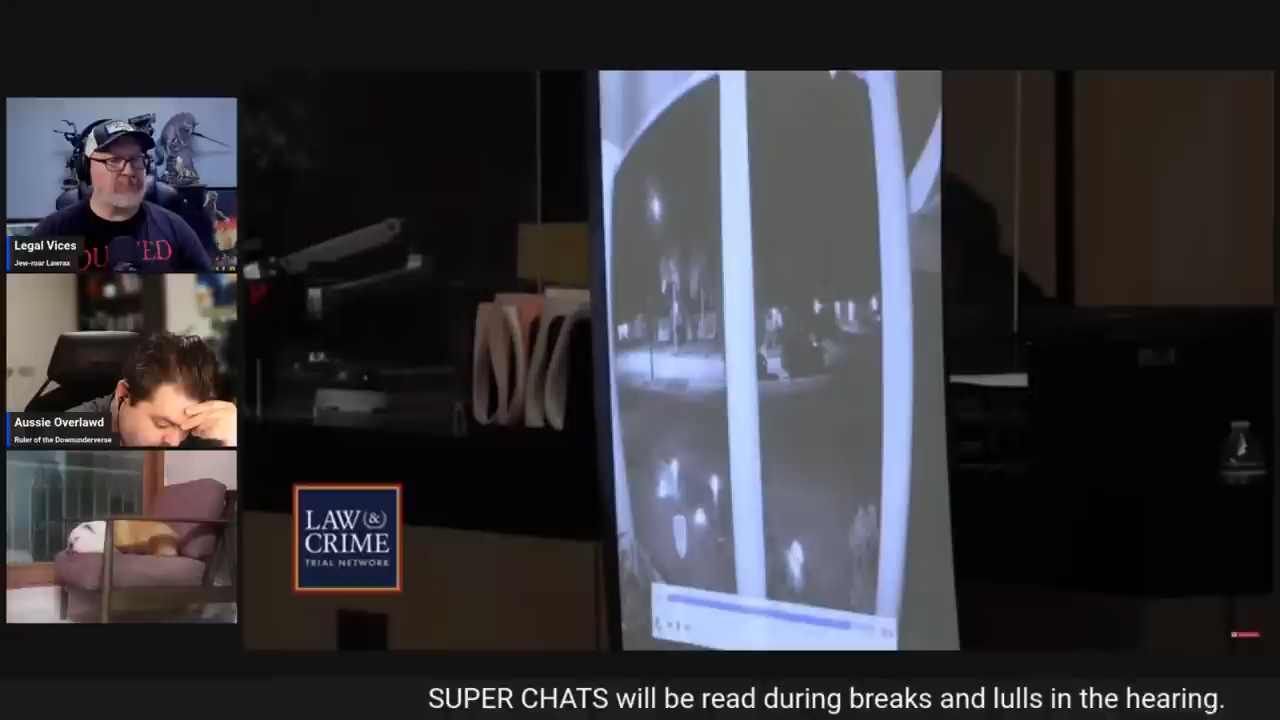 Legal Vices
Jew-roar Lawrax
Aussie Overlawd
Ruler of the Downunderverse
LAW &
CRIME
TRIAL NETWORK
SUPER CHATS will be read during breaks and lulls in the hearing.